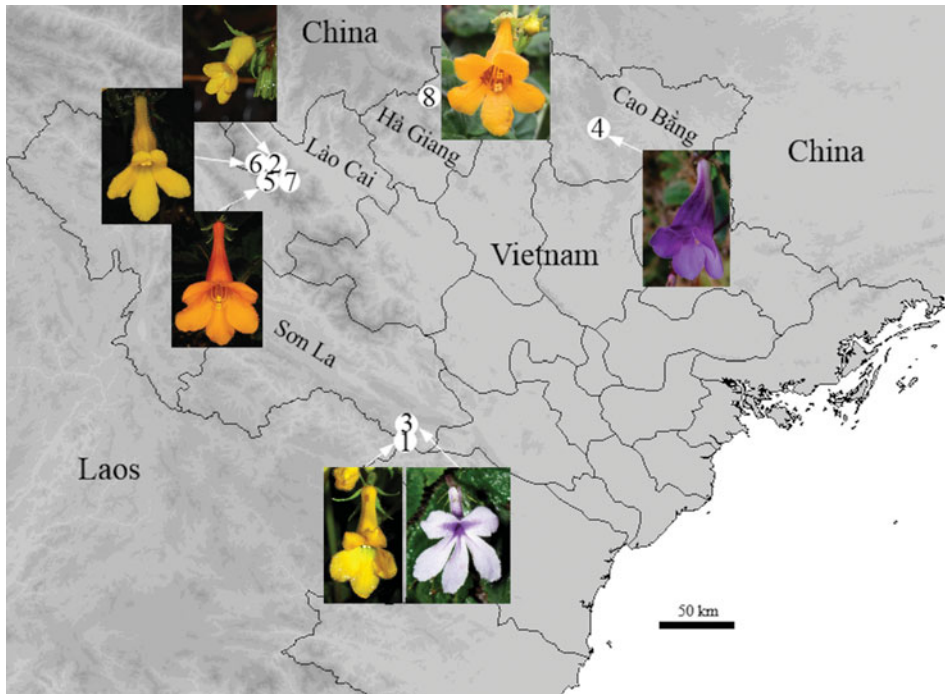 China
8
Hà Giang
Cao Bằng
4
China
Lào Cai
6 2
5 7
Vietnam
Sơn La
3
1
Laos
50 km